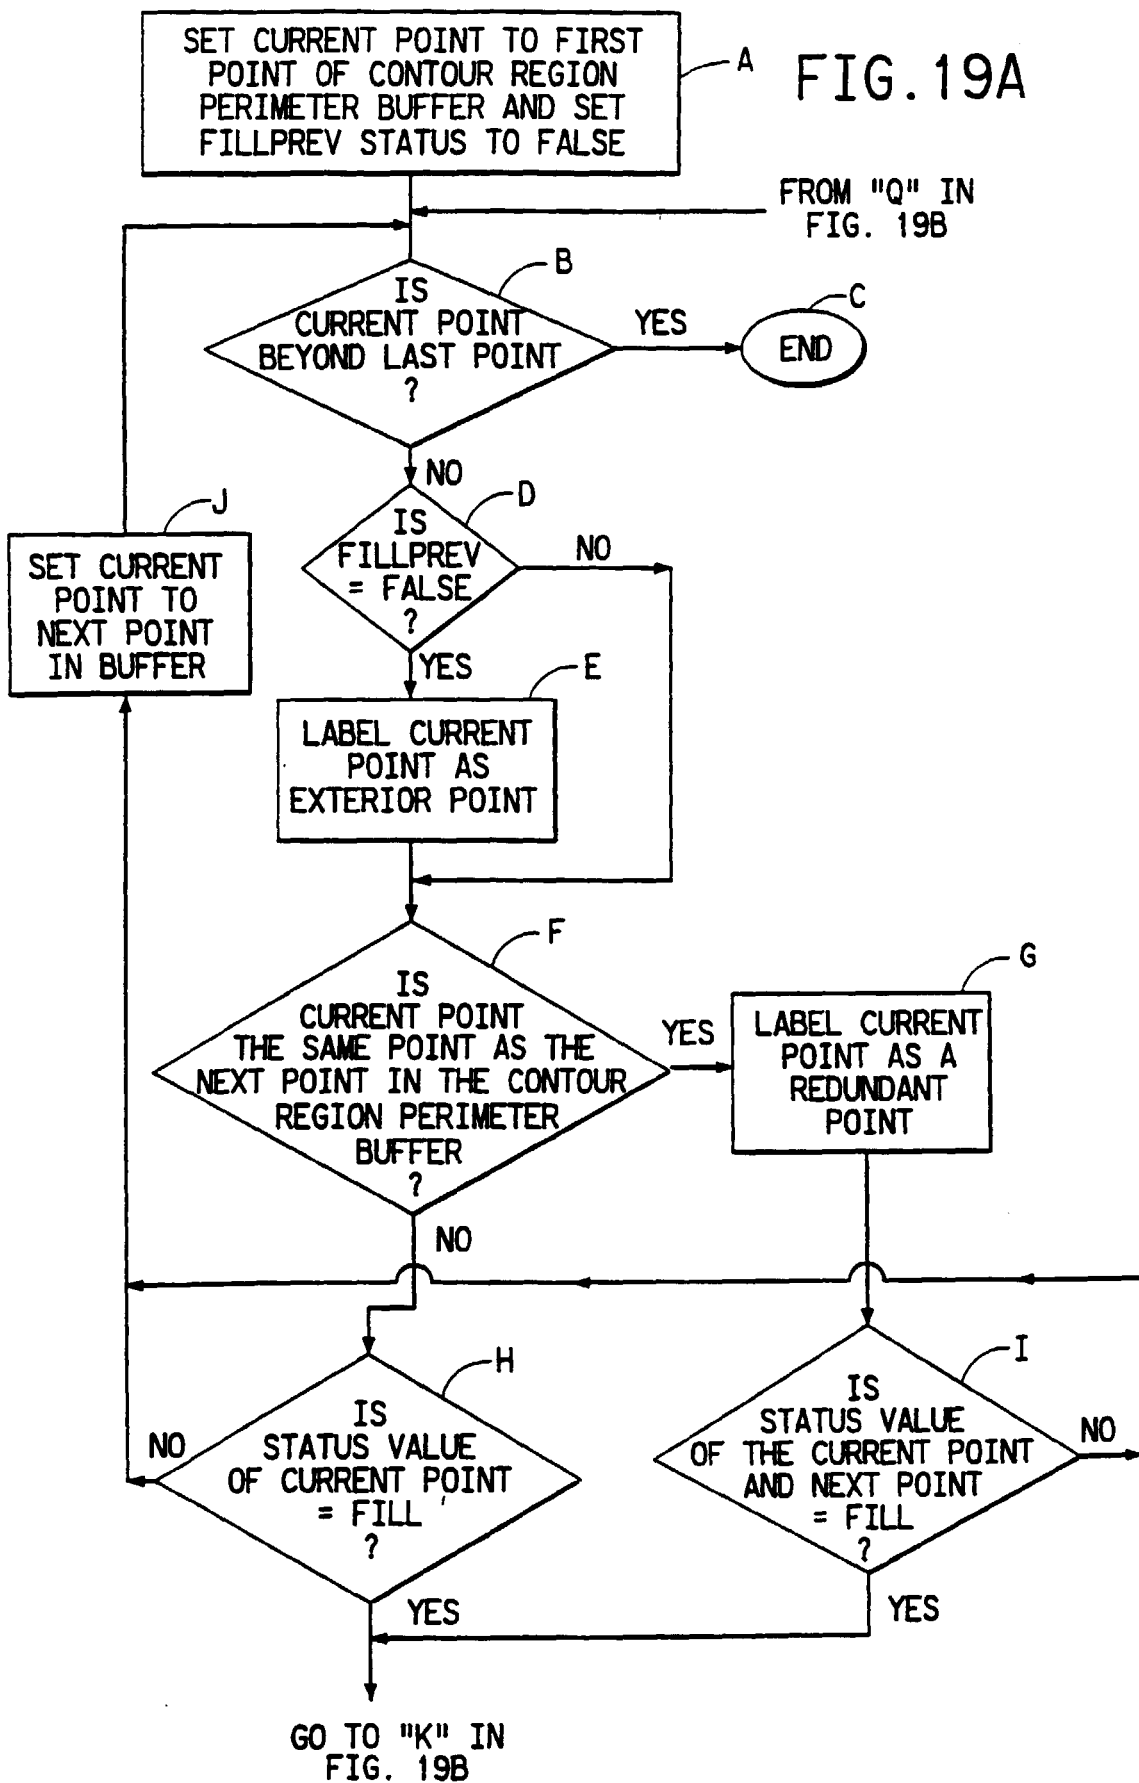 SET CURRENT POINT TO FIRST
POINT OF CONTOUR REGION
PERIMETER BUFFER AND SET
FILLPREV STATUS TO FALSE
A
FIG.19A
FROM "Q" IN
FIG. 19B
B
IS
CURRENT POINT
BEYOND LAST POINT
?
YES
C
END
NO
D
IS
FILLPREV
= FALSE
?
NO
J
SET CURRENT
POINT TO
NEXT POINT
IN BUFFER
YES
E
LABEL CURRENT
POINT AS
EXTERIOR POINT
F
IS
CURRENT POINT
THE SAME POINT AS THE
NEXT POINT IN THE CONTOUR
REGION PERIMETER
BUFFER
?
YES
G
LABEL CURRENT
POINT AS A
REDUNDANT
POINT
NO
H
IS
STATUS VALUE
OF CURRENT POINT
= FILL
?
NO
I
IS
STATUS VALUE
OF THE CURRENT POINT
AND NEXT POINT
= FILL
?
NO
YES
YES
GO TO "K" IN
FIG. 19B